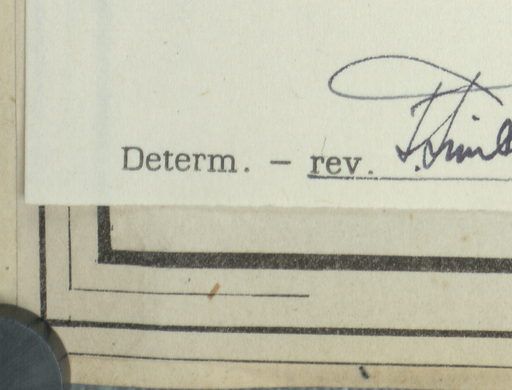 Determ. – rev.